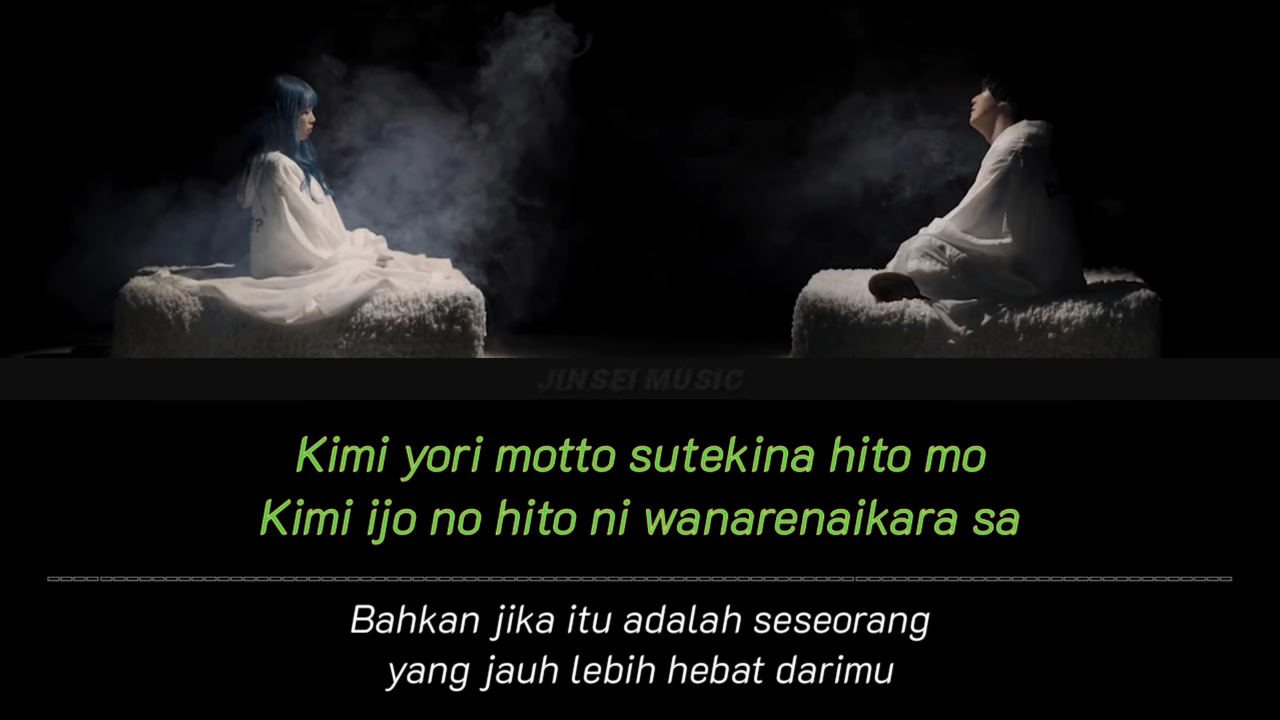 JINSEI MUSIC
Kimi yori motto sutekina hito mo
Kimi ijo no hito ni wanarenaikara sa
Bahkan jika itu adalah seseorang
yang jauh lebih hebat darimu